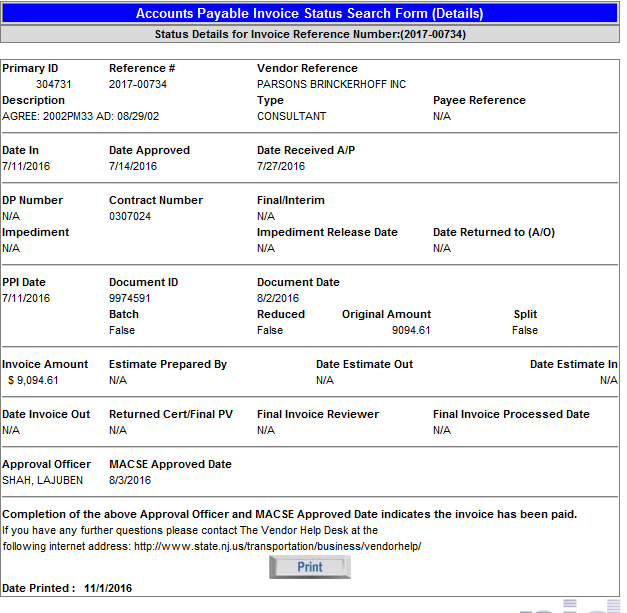 Accounts Payable Invoice Status Search Form (Details)
Status Details for Invoice Reference Number:(2017-00734)
Primary ID Reference # Vendor Reference
304731 2017-00734 PARSONS BRINCKERHOFF INC
Description Type Payee Reference
AGREE: 2002PM33 AD: 08/29/02 CONSULTANT N/A
Date In Date Approved Date Received A/P
7/11/2016 7/14/2016 7/27/2016
DP Number Contract Number Final/Interim
N/A 0307024 N/A
Impediment Impediment Release Date Date Returned to (A/O)
N/A N/A N/A
PPI Date Document ID Document Date
7/11/2016 9974591 8/2/2016
Batch Reduced Original Amount Split
False False 9094.61 False
Invoice Amount Estimate Prepared By Date Estimate Out Date Estimate In
$ 9,094.61 N/A N/A N/A
Date Invoice Out Returned Cert/Final PV Final Invoice Reviewer Final Invoice Processed Date
N/A N/A N/A N/A
Approval Officer MACSE Approved Date
SHAH, LAJUBEN 8/3/2016
Completion of the above Approval Officer and MACSE Approved Date indicates the invoice has been paid.
If you have any further questions please contact The Vendor Help Desk at the
following internet address: http://www.state.nj.us/transportation/business/vendorhelp/
Print
Date Printed : 11/1/2016